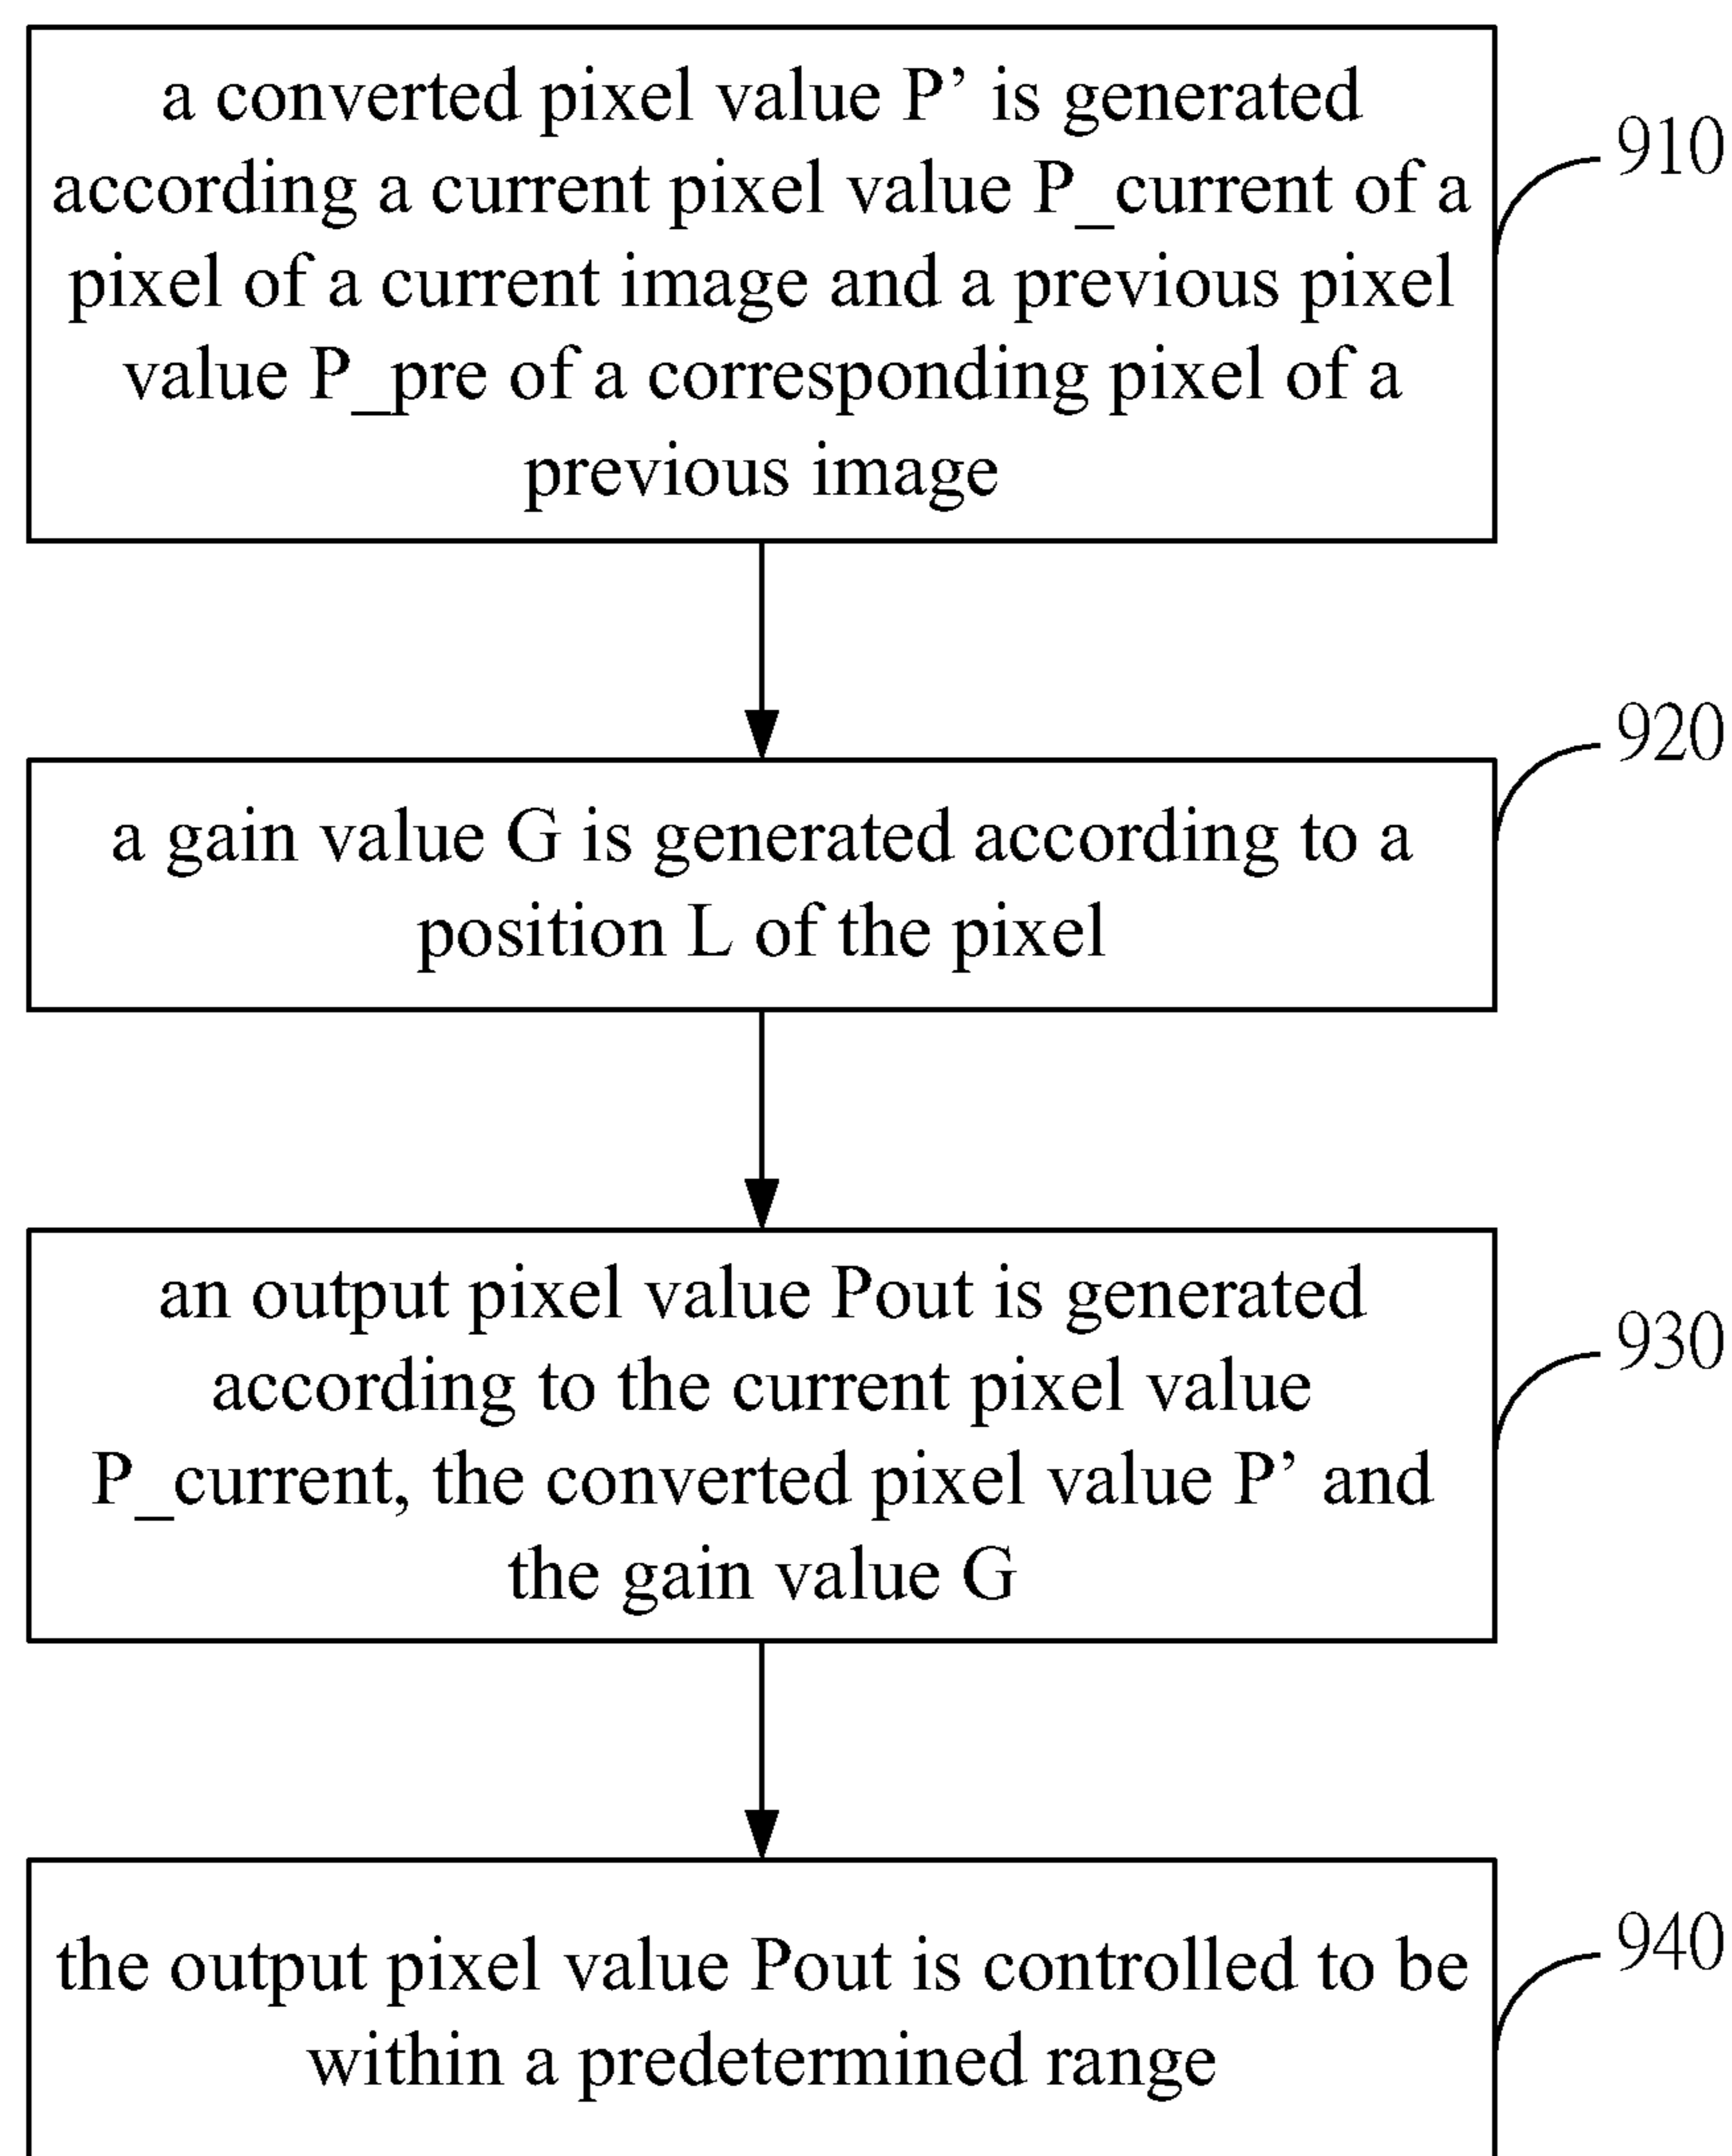 a converted pixel value P’ is generated
according a current pixel value P_current of a
pixel of a current image and a previous pixel
value P_pre of a corresponding pixel of a
previous image
910
a gain value G is generated according to a
position L of the pixel
920
an output pixel value Pout is generated
according to the current pixel value
P_current, the converted pixel value P’ and
the gain value G
930
the output pixel value Pout is controlled to be
within a predetermined range
940